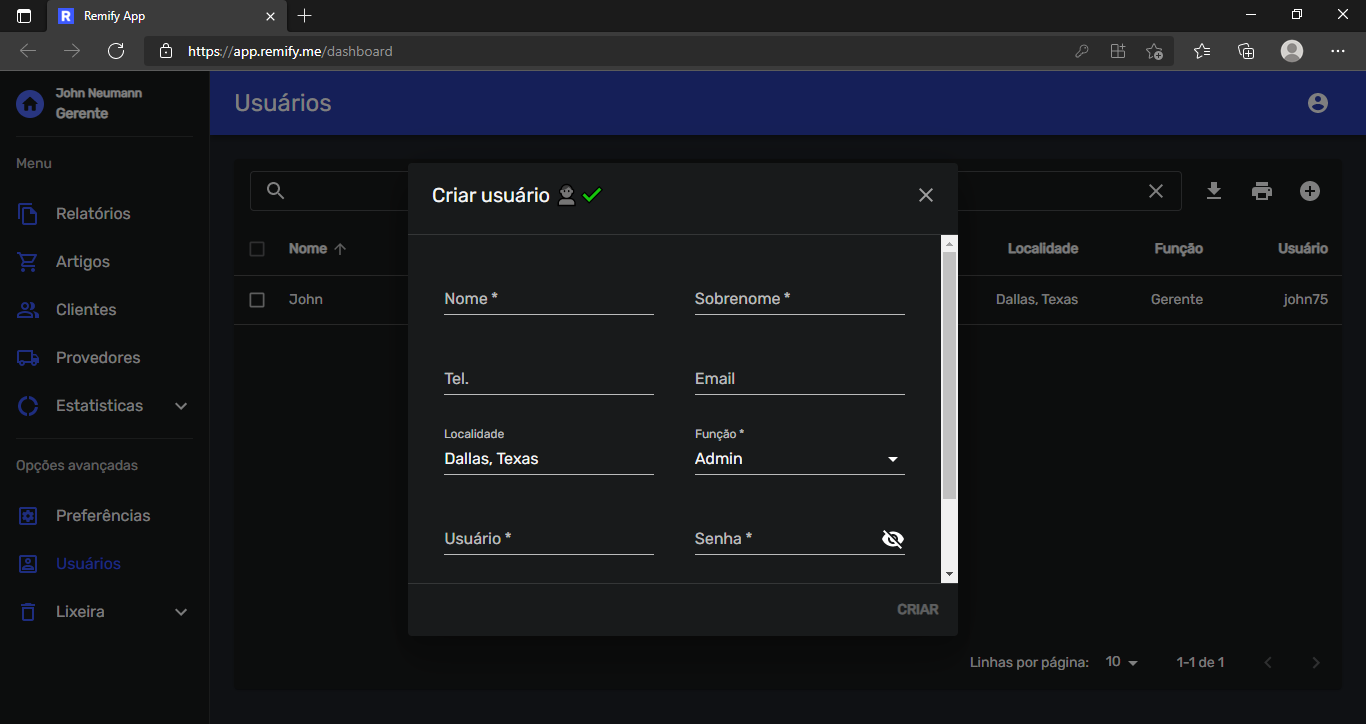 Remify App
https://app.remify.me/dashboard
John Neumann
Gerente
Usuários
Menu
Relatórios
Artigos
Clientes
Provedores
Estatisticas
Opções avançadas
Preferências
Usuários
Lixeira
Nome
Localidade
Função
Usuário
John
Dallas, Texas
Gerente
john75
Criar usuário
Nome *
Sobrenome *
Tel.
Email
Localidade
Dallas, Texas
Função *
Admin
Usuário *
Senha *
CRIAR
Linhas por página: 10
1-1 de 1